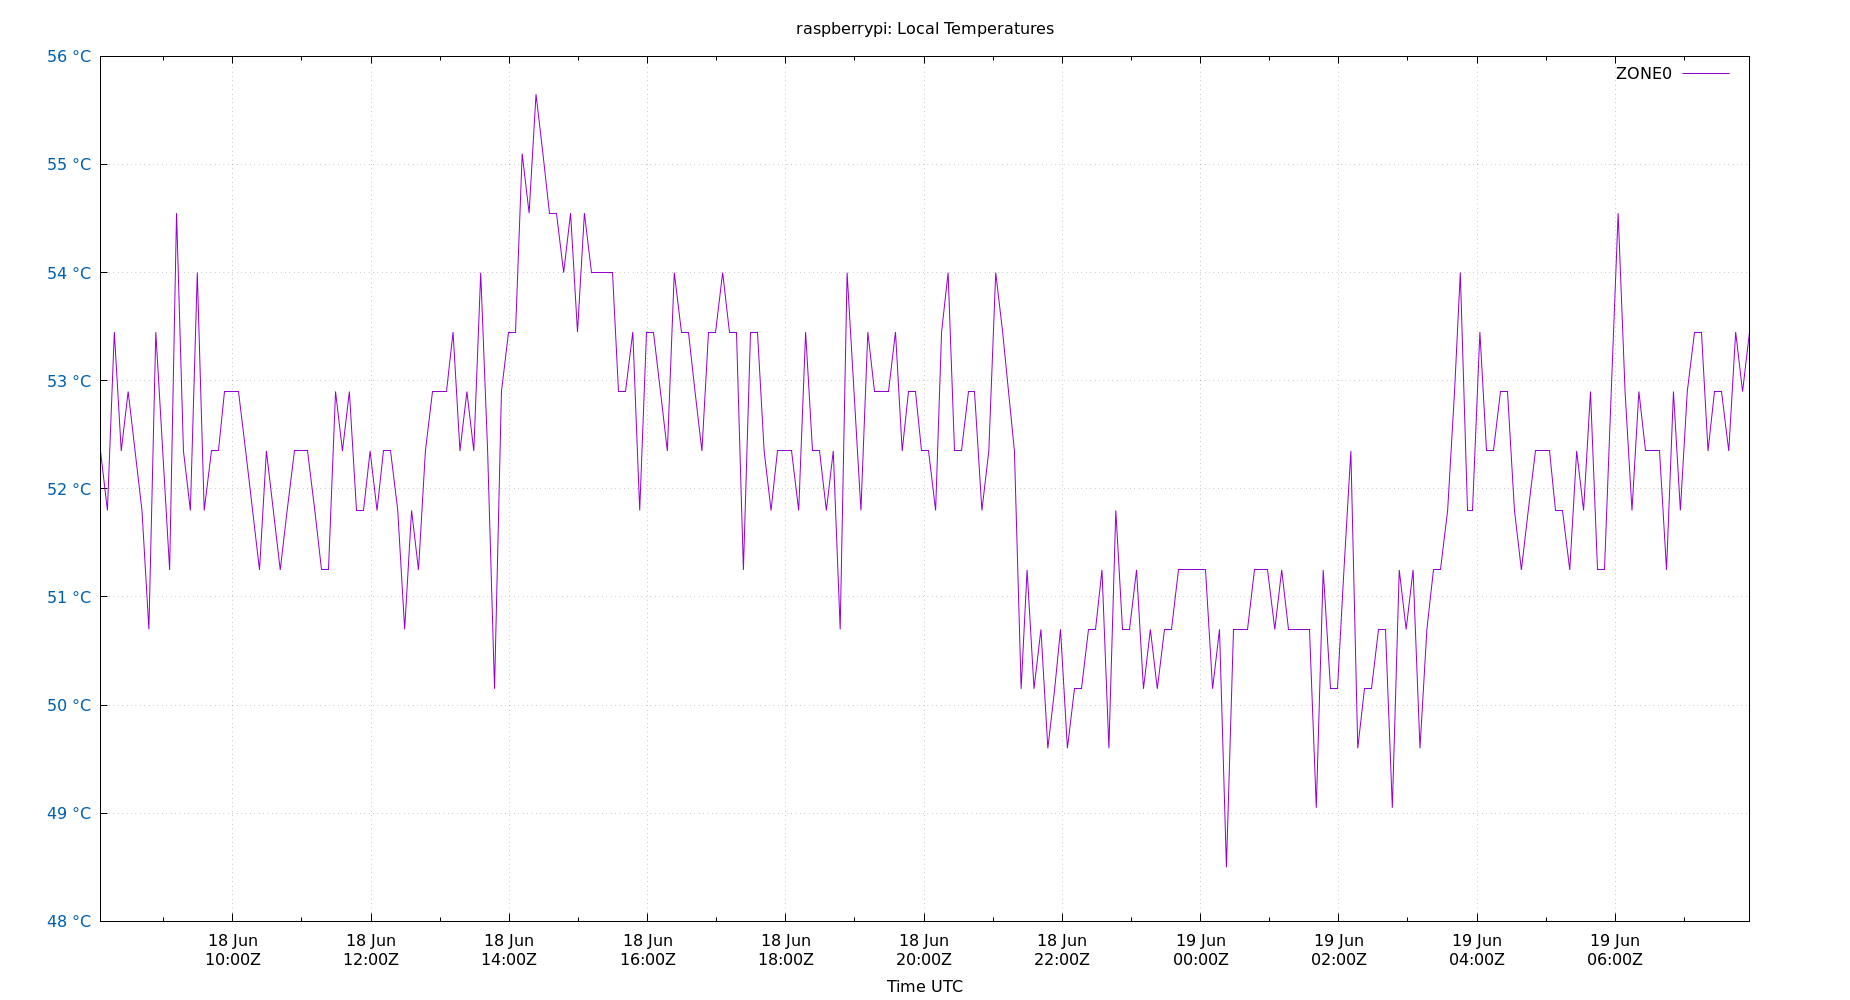 raspberrypi: Local Temperatures
56 °C
ZONE0
55 °C
54 °C
53 °C
52 °C
51 °C
50 °C
49 °C
48 °C
18 Jun 18 Jun 18 Jun 18 Jun 18 Jun 18 Jun 18 Jun 19 Jun 19 Jun 19 Jun 19 Jun
10:00Z 12:00Z 14:00Z 16:00Z 18:00Z 20:00Z 22:00Z 00:00Z 02:00Z 04:00Z 06:00Z
Time UTC